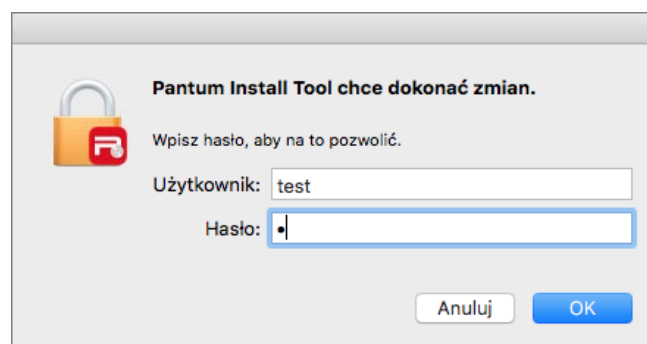 Pantum Install Tool chce dokonać zmian.
Wpisz hasło, aby na to pozwolić.
Użytkownik: test
Hasło: •
Anuluj OK